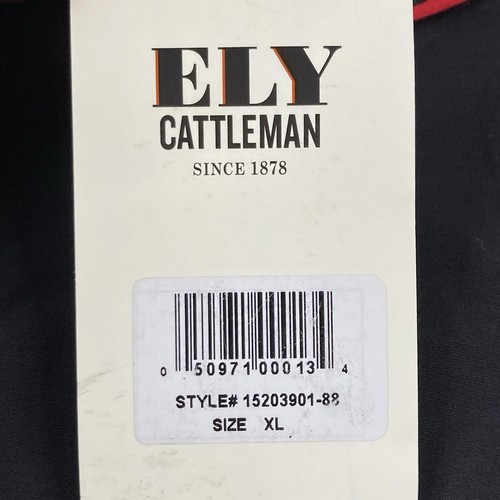 ELY
CATTLEMAN
SINCE 1878
0 50971 00013 4
STYLE# 15203901-88
SIZE XL